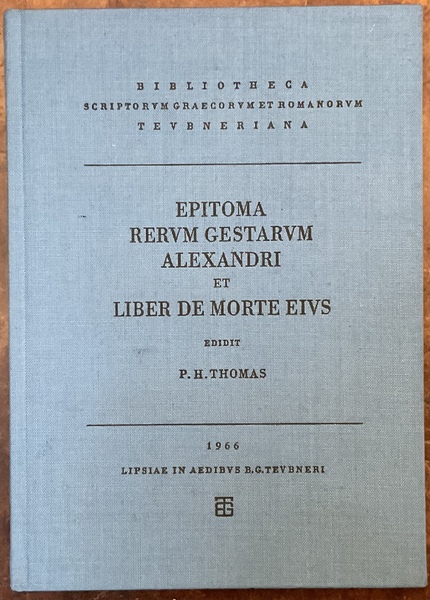 BIBLIOTHECA
SCRIPTORVM GRAECORVM ET ROMANORVM
TEVBNERIANA
EPITOMA
RERVM GESTARVM
ALEXANDRI
ET
LIBER DE MORTE EIVS
EDIDIT
P. H. THOMAS
1966
LIPSIAE IN AEDIBVS B. G. TEVBNERI